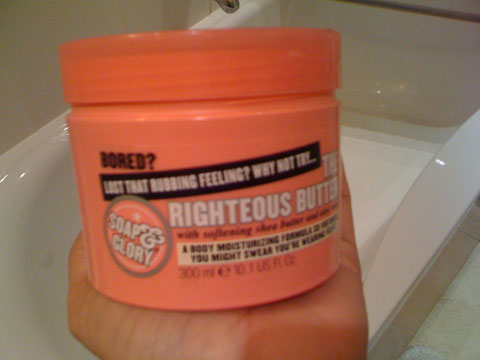 BORED?
LOST THAT RUBBING FEELING? WHY NOT TRY...
THE
RIGHTEOUS BUTTER
with softening shea butter and
A BODY MOISTURIZING FORMULA SO
YOU MIGHT SWEAR YOU'RE WEARING
300 ml e 10.1 US Fl. Oz.
SOAP &
GLORY